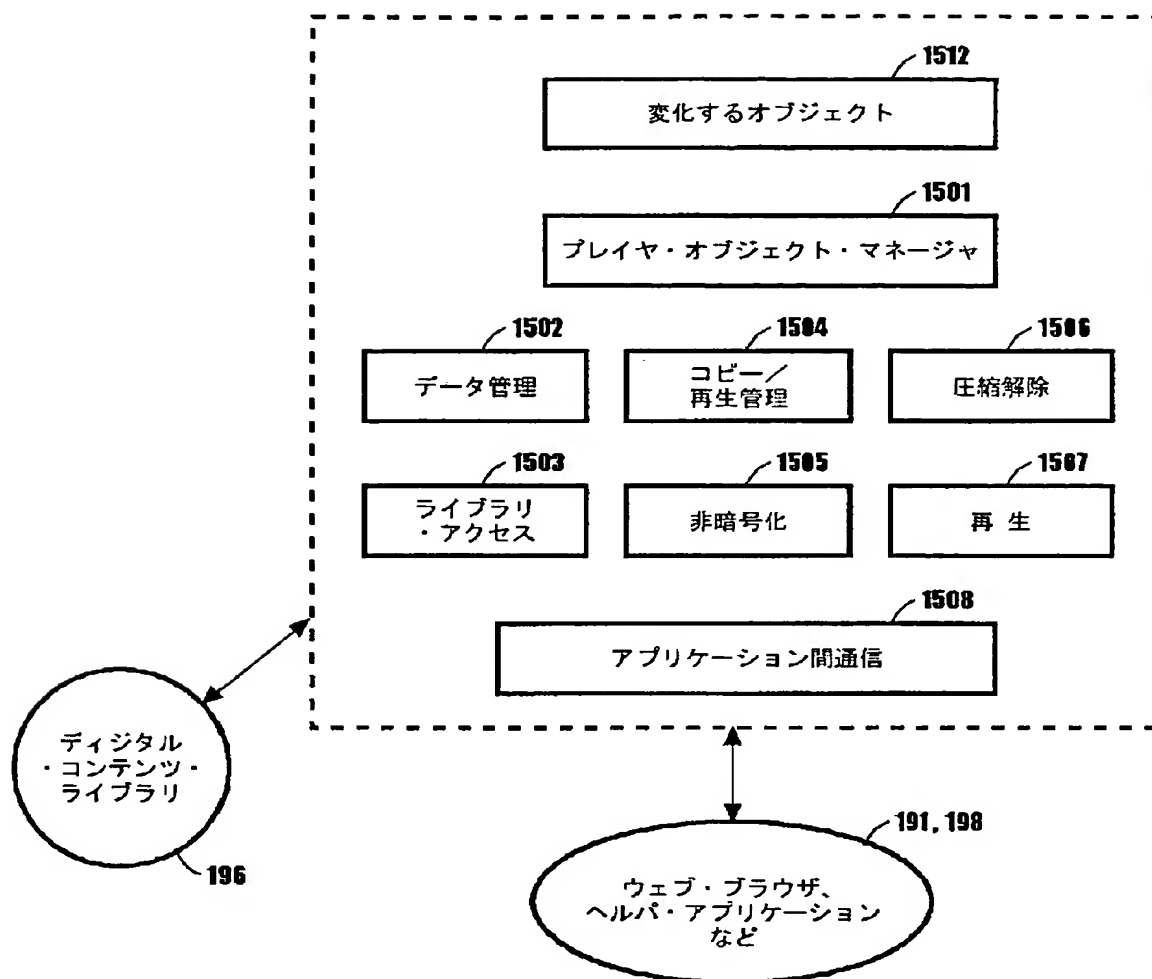 1512
変化するオブジェクト
1501
プレイヤ・オブジェクト・マネージャ
1502
1504
1506
データ管理
コピー／
再生管理
圧縮解除
1503
1505
1507
ライブラリ
・アクセス
非暗号化
再 生
1508
アプリケーション間通信
ディジタル
・コンテンツ・
ライブラリ
196
191, 198
ウェブ・ブラウザ、
ヘルパ・アプリケーション
など